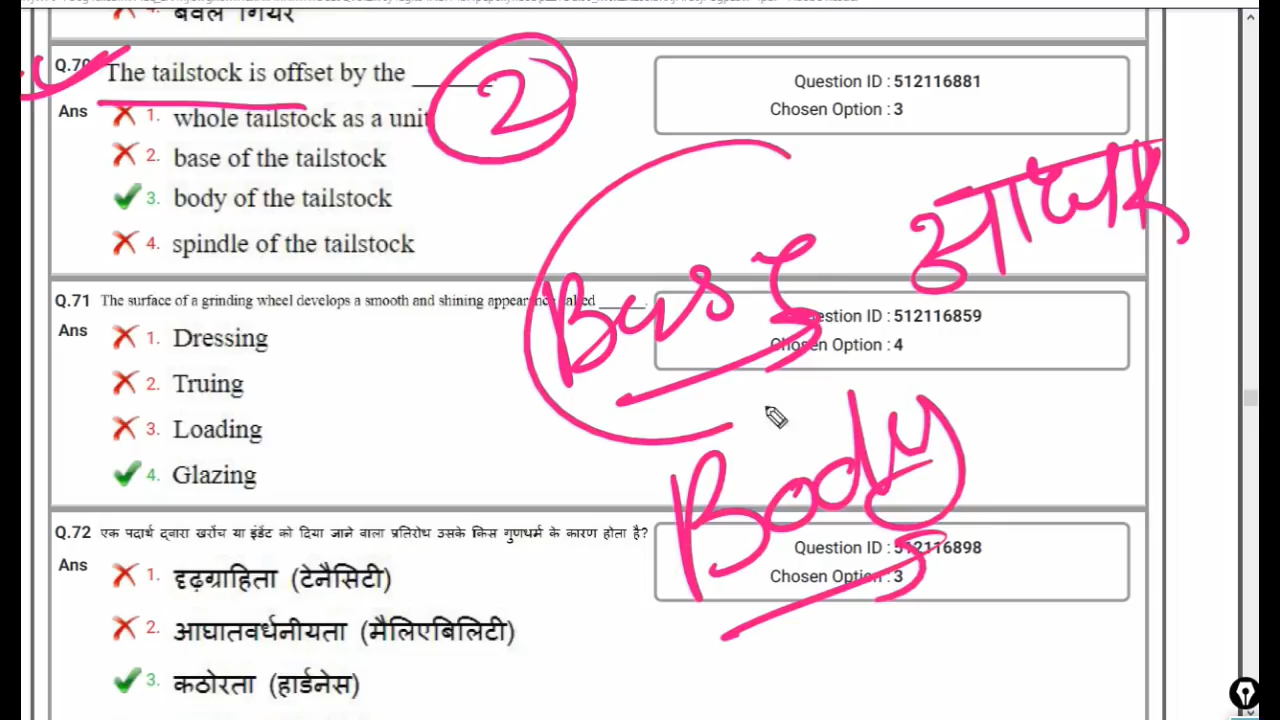 बेवल गियर
Q.70 The tailstock is offset by the ______
Ans 1. whole tailstock as a unit
2. base of the tailstock
3. body of the tailstock
4. spindle of the tailstock
Question ID : 512116881
Chosen Option : 3
2
Base
आधार
Body
Q.71 The surface of a grinding wheel develops a smooth and shining appearance called ______.
Ans 1. Dressing
2. Truing
3. Loading
4. Glazing
Question ID : 512116859
Chosen Option : 4
Q.72 एक पदार्थ द्वारा खरोंच या इंडेंट को दिया जाने वाला प्रतिरोध उसके किस गुणधर्म के कारण होता है?
Ans 1. दृढ़ग्राहिता (टेनैसिटी)
2. आघातवर्धनीयता (मैलिएबिलिटी)
3. कठोरता (हार्डनेस)
Question ID : 512116898
Chosen Option : 3